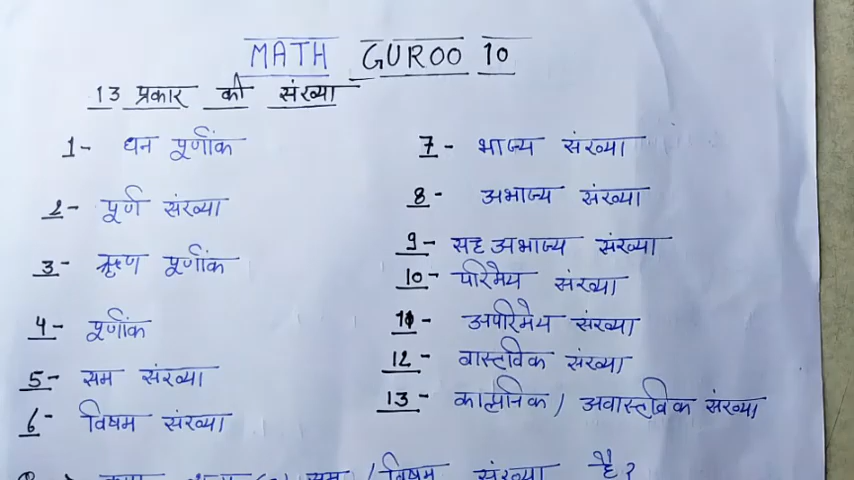 MATH GUROO 10
13 प्रकार की संख्या
1- धन पूर्णांक
2- पूर्ण संख्या
3- ऋण पूर्णांक
4- पूर्णांक
5- सम संख्या
6- विषम संख्या
7- भाज्य संख्या
8- अभाज्य संख्या
9- सह अभाज्य संख्या
10- परिमेय संख्या
11- अपरिमेय संख्या
12- वास्तविक संख्या
13- काल्पनिक / अवास्तविक संख्या
सम / विषम संख्या है?